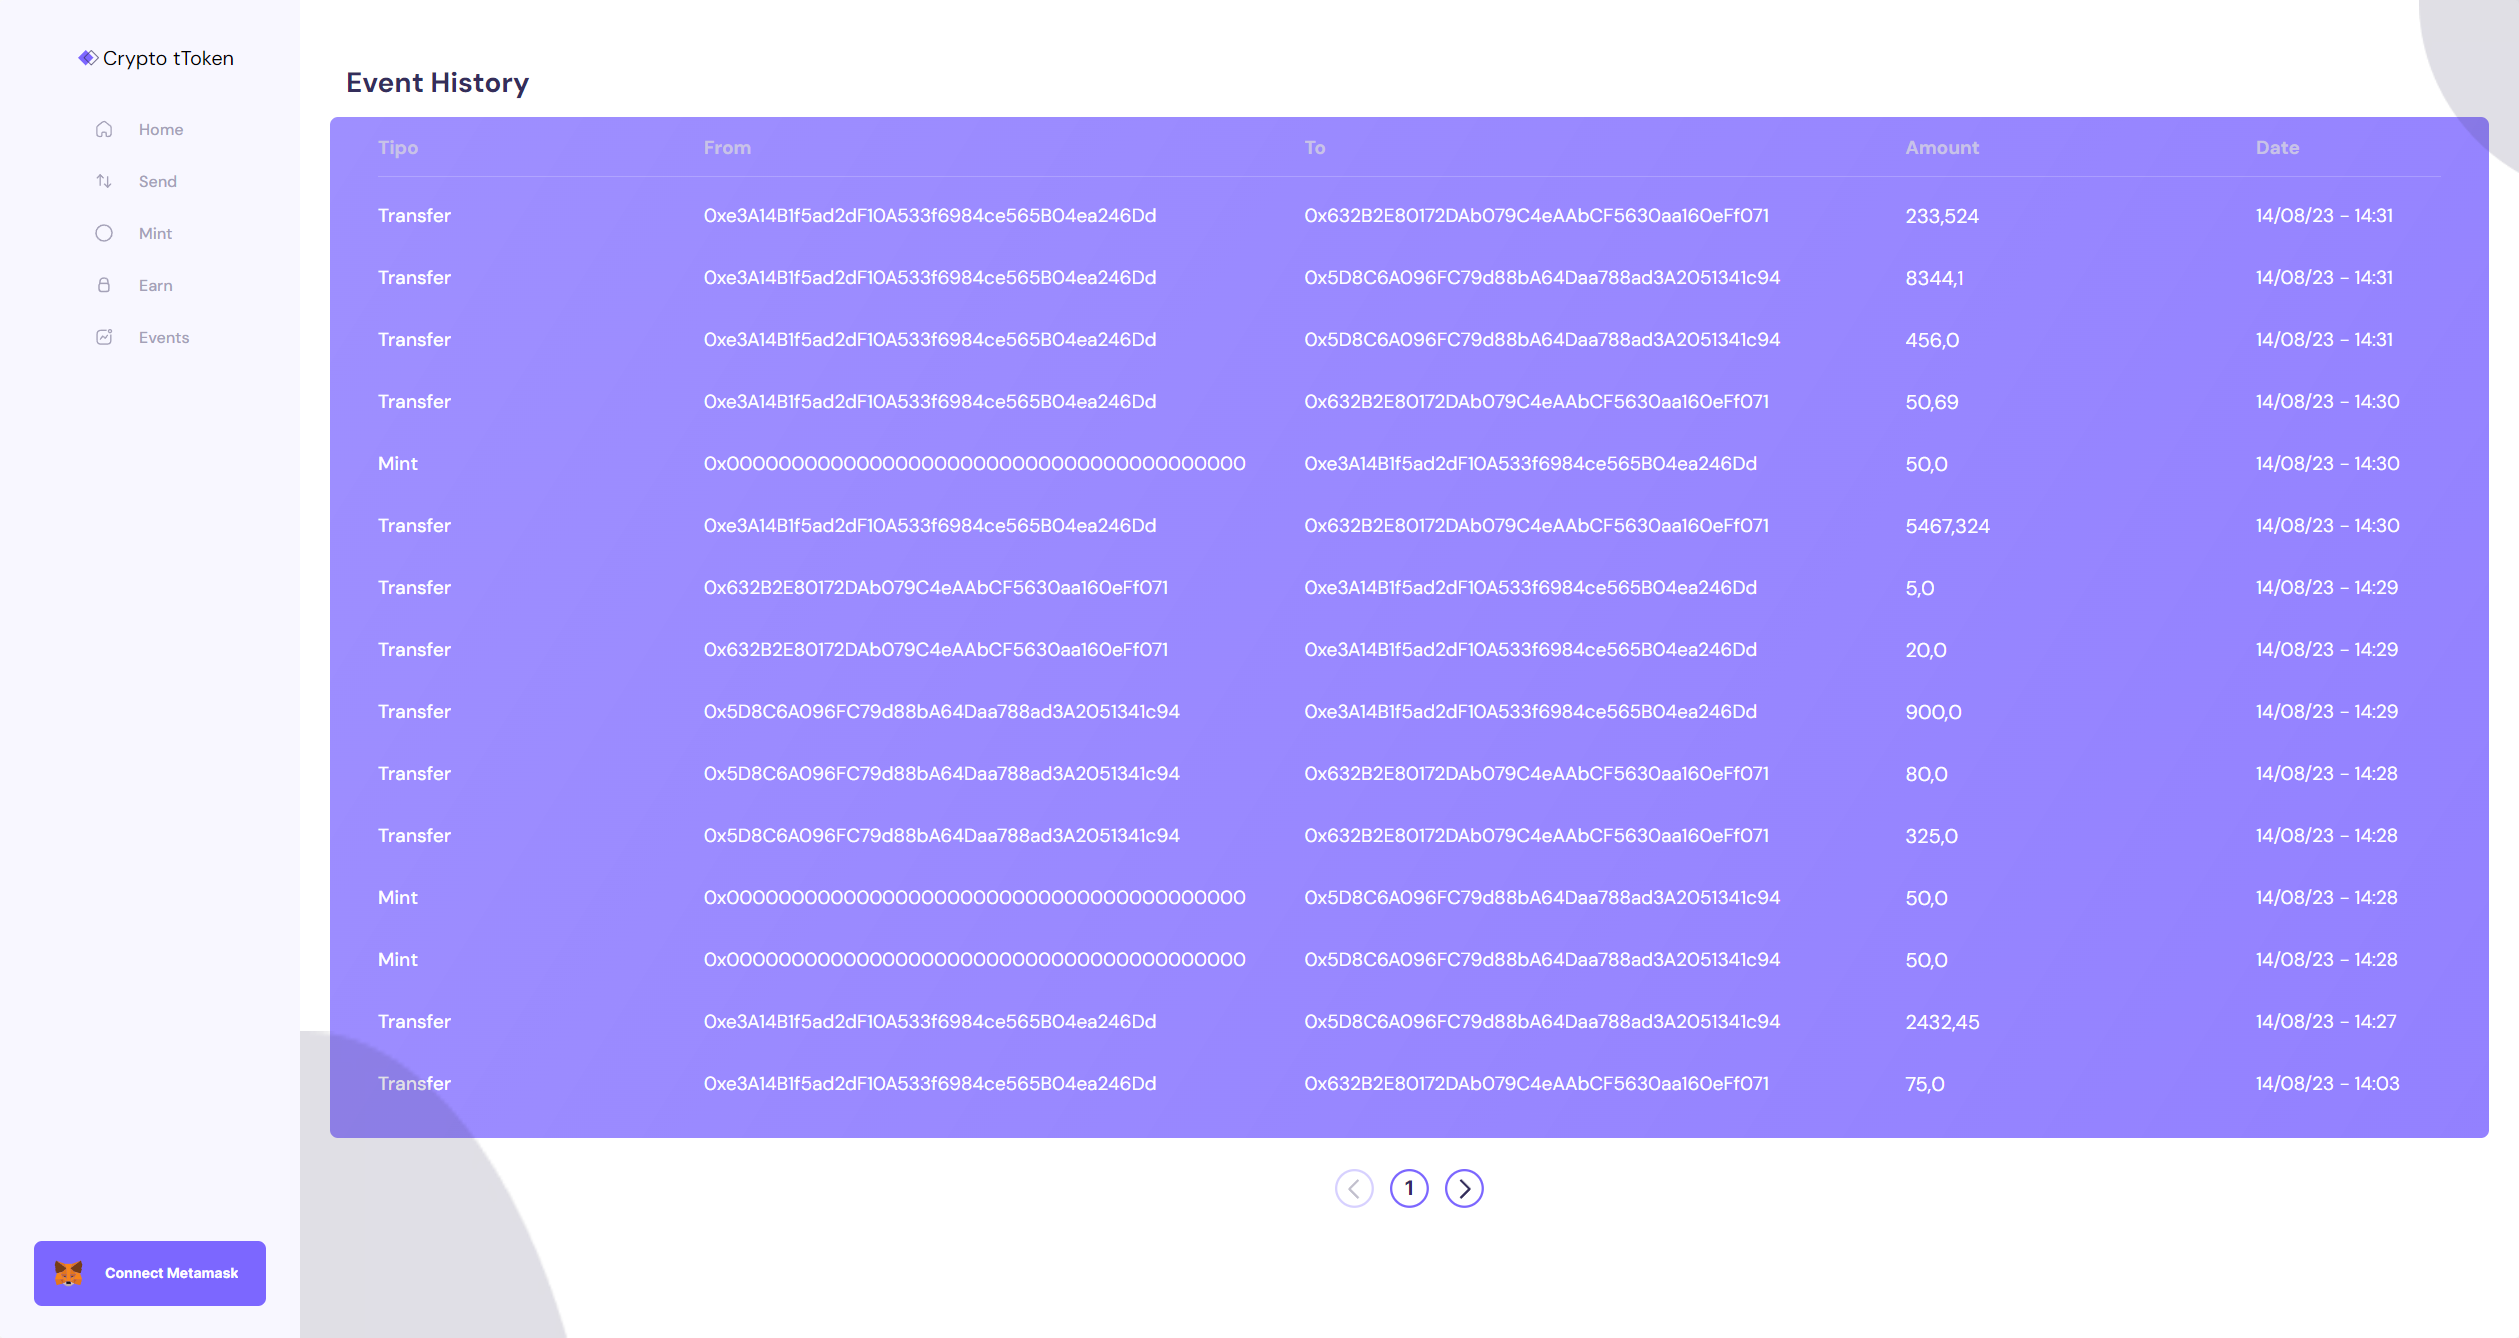 Crypto tToken
Home
Send
Mint
Earn
Events
Connect Metamask
Event History
Tipo From To Amount Date
Transfer 0xe3A14B1f5ad2dF10A533f6984ce565B04ea246Dd 0x632B2E80172DAb079C4eAAbCF5630aa160eFf071 233,524 14/08/23 - 14:31
Transfer 0xe3A14B1f5ad2dF10A533f6984ce565B04ea246Dd 0x5D8C6A096FC79d88bA64Daa788ad3A2051341c94 8344,1 14/08/23 - 14:31
Transfer 0xe3A14B1f5ad2dF10A533f6984ce565B04ea246Dd 0x5D8C6A096FC79d88bA64Daa788ad3A2051341c94 456,0 14/08/23 - 14:31
Transfer 0xe3A14B1f5ad2dF10A533f6984ce565B04ea246Dd 0x632B2E80172DAb079C4eAAbCF5630aa160eFf071 50,69 14/08/23 - 14:30
Mint 0x0000000000000000000000000000000000000000 0xe3A14B1f5ad2dF10A533f6984ce565B04ea246Dd 50,0 14/08/23 - 14:30
Transfer 0xe3A14B1f5ad2dF10A533f6984ce565B04ea246Dd 0x632B2E80172DAb079C4eAAbCF5630aa160eFf071 5467,324 14/08/23 - 14:30
Transfer 0x632B2E80172DAb079C4eAAbCF5630aa160eFf071 0xe3A14B1f5ad2dF10A533f6984ce565B04ea246Dd 5,0 14/08/23 - 14:29
Transfer 0x632B2E80172DAb079C4eAAbCF5630aa160eFf071 0xe3A14B1f5ad2dF10A533f6984ce565B04ea246Dd 20,0 14/08/23 - 14:29
Transfer 0x5D8C6A096FC79d88bA64Daa788ad3A2051341c94 0xe3A14B1f5ad2dF10A533f6984ce565B04ea246Dd 900,0 14/08/23 - 14:29
Transfer 0x5D8C6A096FC79d88bA64Daa788ad3A2051341c94 0x632B2E80172DAb079C4eAAbCF5630aa160eFf071 80,0 14/08/23 - 14:28
Transfer 0x5D8C6A096FC79d88bA64Daa788ad3A2051341c94 0x632B2E80172DAb079C4eAAbCF5630aa160eFf071 325,0 14/08/23 - 14:28
Mint 0x0000000000000000000000000000000000000000 0x5D8C6A096FC79d88bA64Daa788ad3A2051341c94 50,0 14/08/23 - 14:28
Mint 0x0000000000000000000000000000000000000000 0x5D8C6A096FC79d88bA64Daa788ad3A2051341c94 50,0 14/08/23 - 14:28
Transfer 0xe3A14B1f5ad2dF10A533f6984ce565B04ea246Dd 0x5D8C6A096FC79d88bA64Daa788ad3A2051341c94 2432,45 14/08/23 - 14:27
Transfer 0xe3A14B1f5ad2dF10A533f6984ce565B04ea246Dd 0x632B2E80172DAb079C4eAAbCF5630aa160eFf071 75,0 14/08/23 - 14:03
1